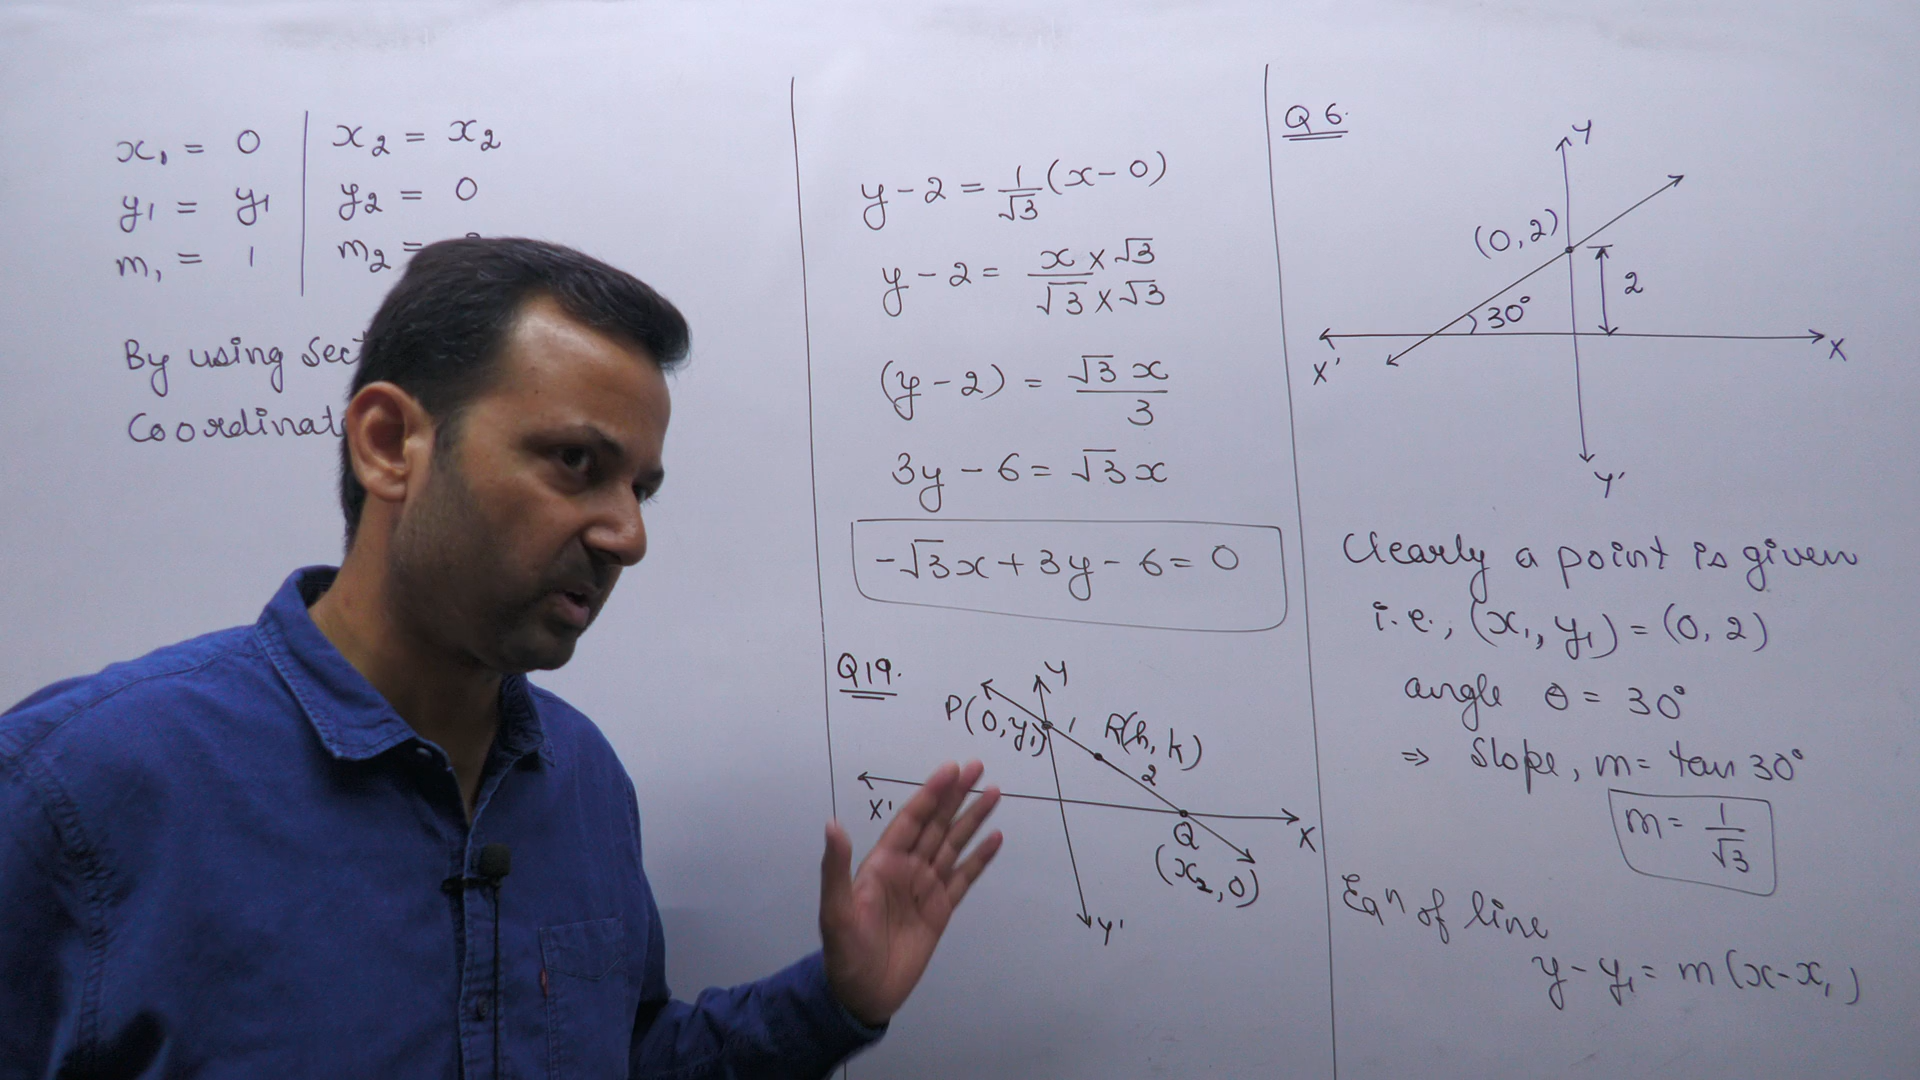 x₁ = 0 | x₂ = x₂
y₁ = y₁ | y₂ = 0
m₁ = 1 | m₂ =
By using
Coordinat
y - 2 = 1/√3 (x - 0)
y - 2 = x × √3 / √3 × √3
(y - 2) = √3 x / 3
3y - 6 = √3 x
-√3x + 3y - 6 = 0
Q19.
Y
P(0, y₁)
1
R(h, k)
2
X'
X
Q
(x₂, 0)
Y'
Q 6.
Y
(0, 2)
2
30°
X'
X
Y'
Clearly a point is given
i.e., (x₁, y₁) = (0, 2)
angle θ = 30°
⇒ Slope, m = tan 30°
m = 1/√3
Eqⁿ of line
y - y₁ = m (x - x₁)